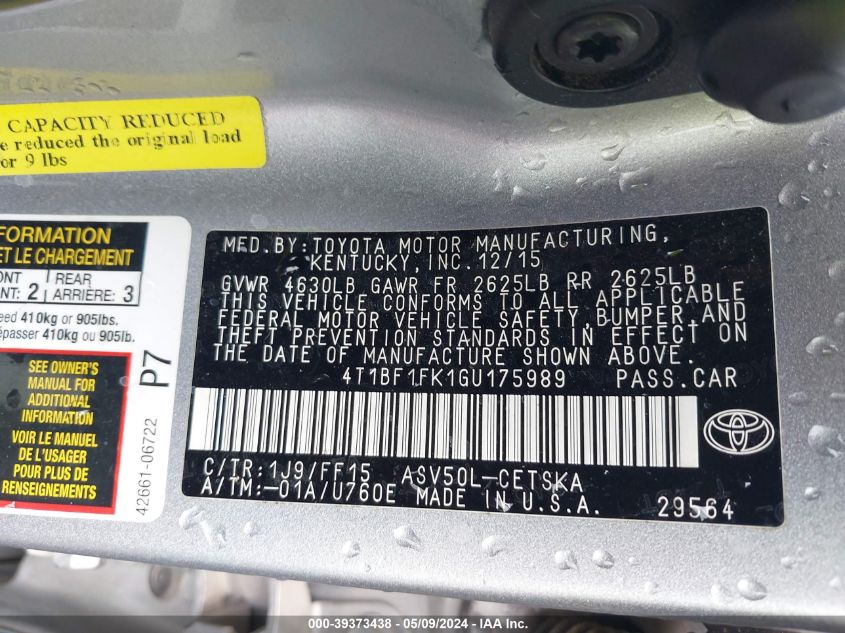 CAPACITY REDUCED
e reduced the original load
or 9 lbs
FORMATION
ET LE CHARGEMENT
ONT REAR
NT: 2 ARRIÈRE: 3
eed 410kg or 905lbs.
épasser 410kg ou 905lb.
SEE OWNER'S
MANUAL FOR
ADDITIONAL
INFORMATION
VOIR LE MANUEL
DE L'USAGER
POUR PLUS DE
RENSEIGNEMENTS
P7
42661-06722
MFD. BY: TOYOTA MOTOR MANUFACTURING,
KENTUCKY, INC. 12/15
GVWR 4630LB GAWR FR 2625LB RR 2625LB
THIS VEHICLE CONFORMS TO ALL APPLICABLE
FEDERAL MOTOR VEHICLE SAFETY, BUMPER, AND
THEFT PREVENTION STANDARDS IN EFFECT ON
THE DATE OF MANUFACTURE SHOWN ABOVE.
4T1BF1FK1GU175989 PASS.CAR
C/TR: 1J9/FF15 ASV50L-CETSKA
A/TM: -01A/U760E MADE IN U.S.A. 29564
000-39373438 - 05/09/2024 - IAA Inc.